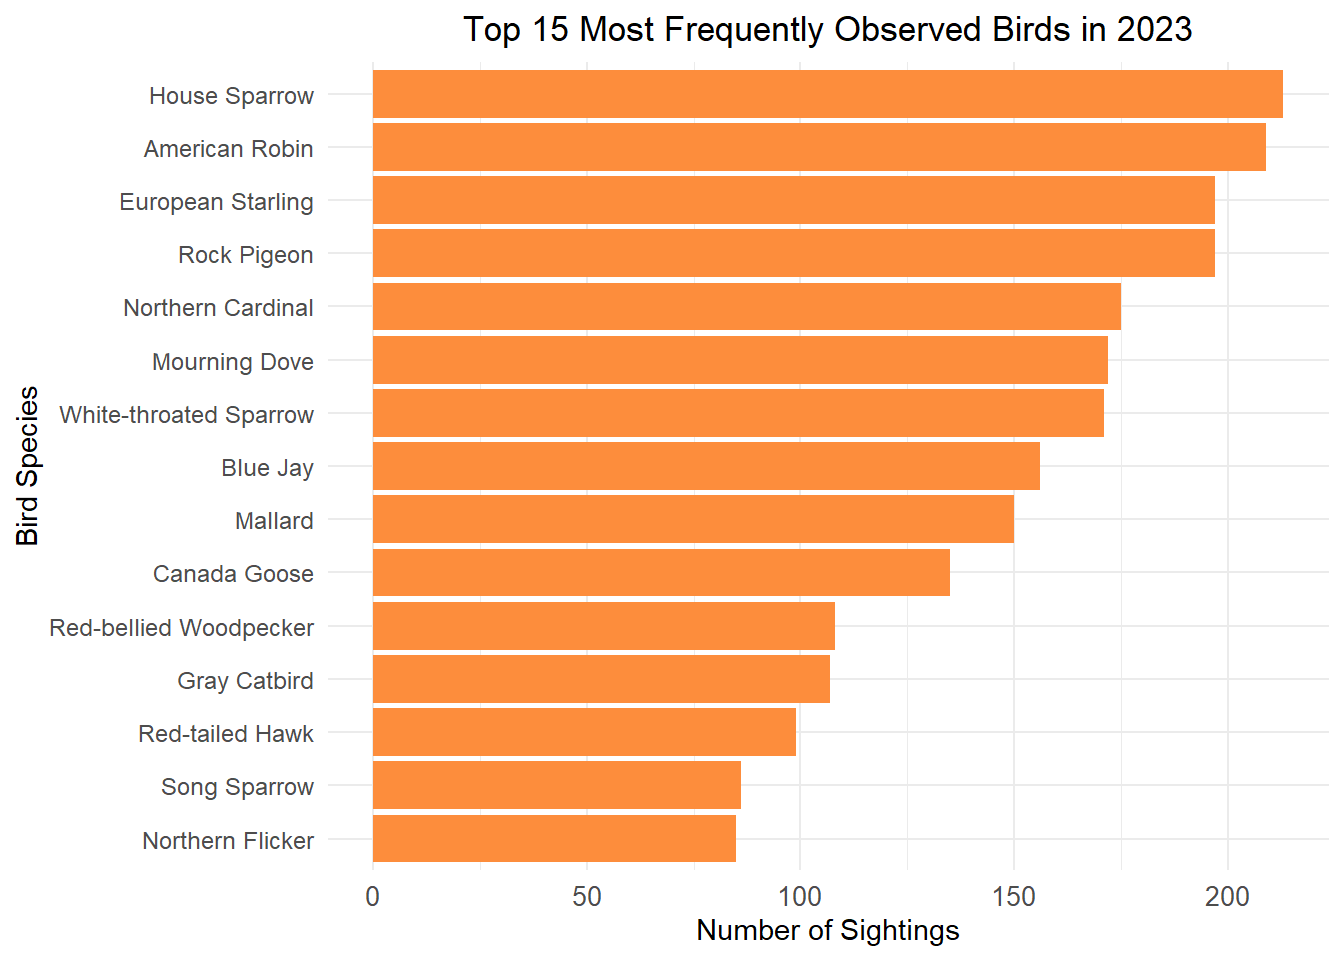 Top 15 Most Frequently Observed Birds in 2023
House Sparrow
American Robin
European Starling
Rock Pigeon
Northern Cardinal
Mourning Dove
White-throated Sparrow
Blue Jay
Mallard
Canada Goose
Red-bellied Woodpecker
Gray Catbird
Red-tailed Hawk
Song Sparrow
Northern Flicker
Bird Species
0 50 100 150 200
Number of Sightings